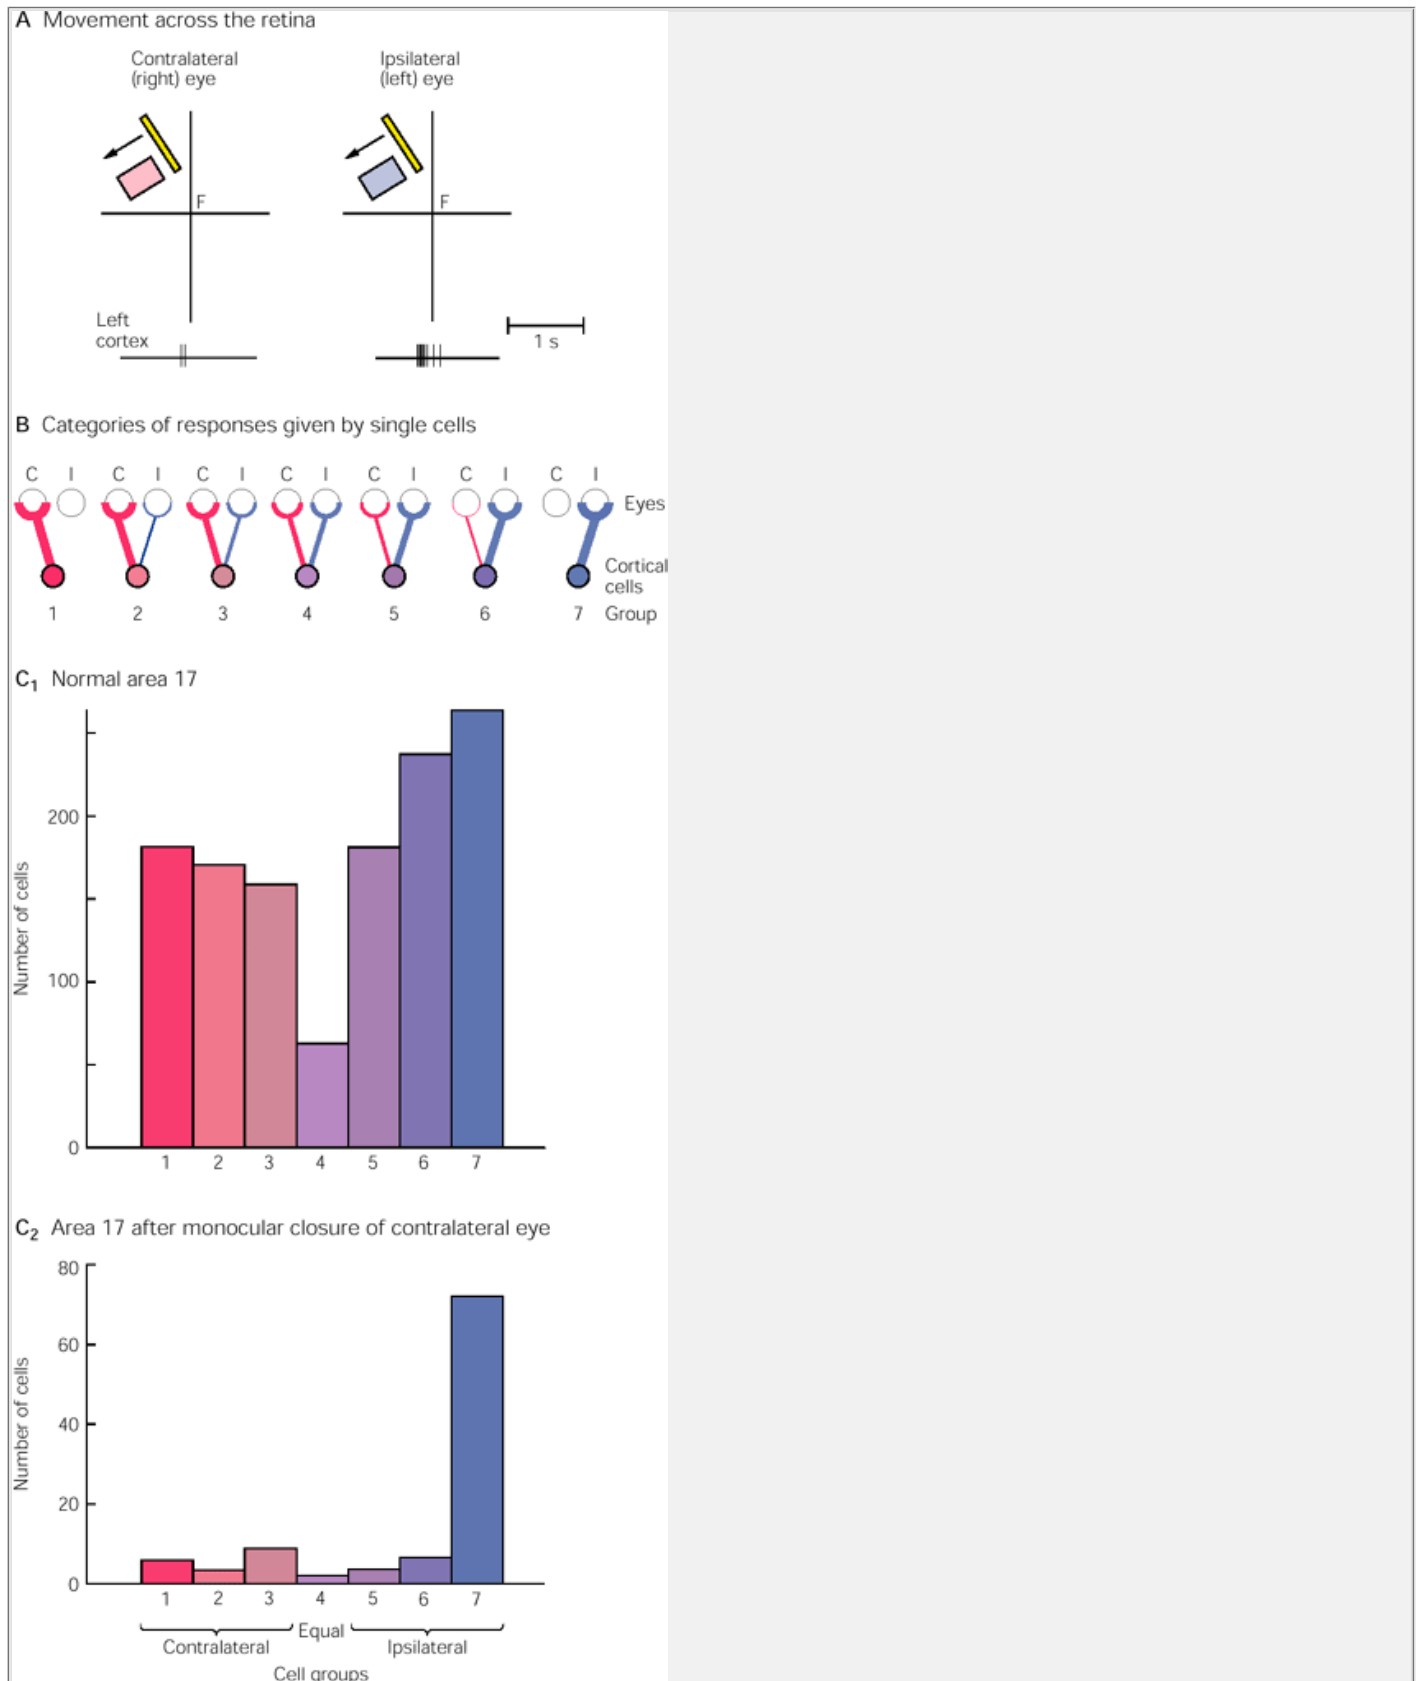 A Movement across the retina
Contralateral
(right) eye
Ipsilateral
(left) eye
F
F
Left
cortex
1 s
B Categories of responses given by single cells
C I C I C I C I C I C I C I
Eyes
Cortical
cells
1 2 3 4 5 6 7 Group
C1 Normal area 17
Number of cells
200
100
0
1 2 3 4 5 6 7
C2 Area 17 after monocular closure of contralateral eye
Number of cells
80
60
40
20
0
1 2 3 4 5 6 7
Contralateral
Equal
Ipsilateral
Cell groups